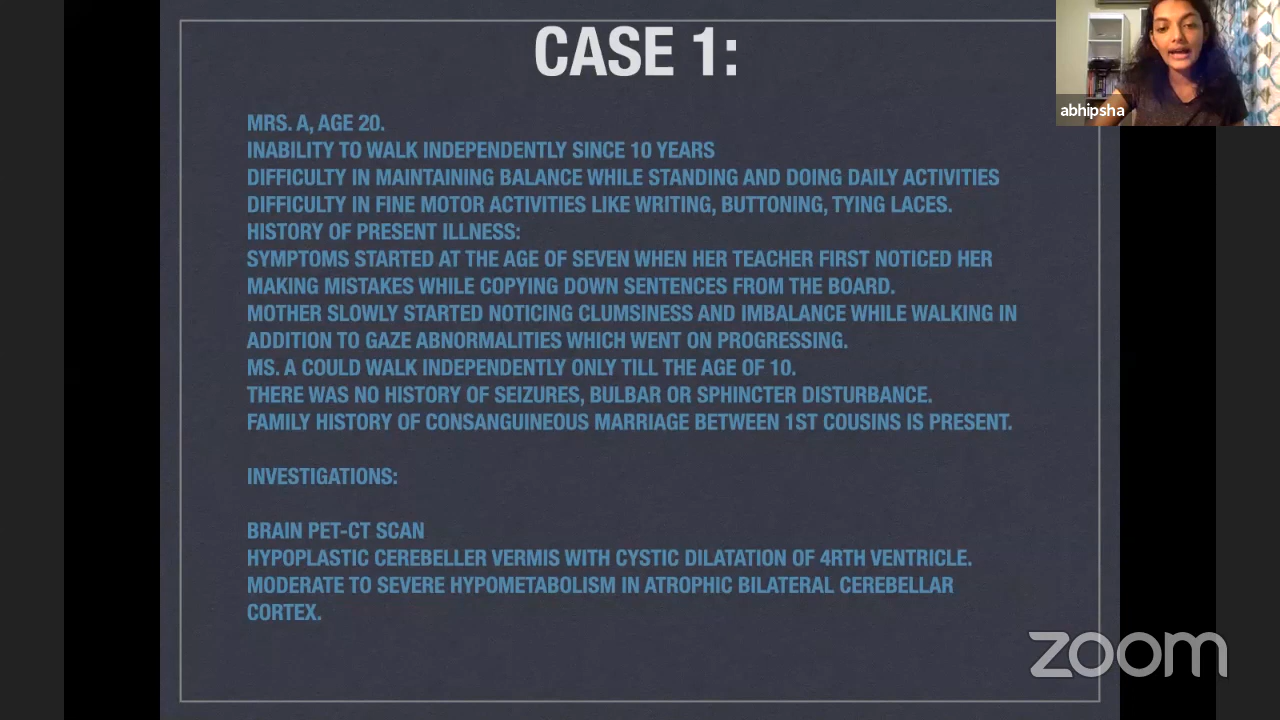 CASE 1:
abhipsha
MRS. A, AGE 20.
INABILITY TO WALK INDEPENDENTLY SINCE 10 YEARS
DIFFICULTY IN MAINTAINING BALANCE WHILE STANDING AND DOING DAILY ACTIVITIES
DIFFICULTY IN FINE MOTOR ACTIVITIES LIKE WRITING, BUTTONING, TYING LACES.
HISTORY OF PRESENT ILLNESS:
SYMPTOMS STARTED AT THE AGE OF SEVEN WHEN HER TEACHER FIRST NOTICED HER
MAKING MISTAKES WHILE COPYING DOWN SENTENCES FROM THE BOARD.
MOTHER SLOWLY STARTED NOTICING CLUMSINESS AND IMBALANCE WHILE WALKING IN
ADDITION TO GAZE ABNORMALITIES WHICH WENT ON PROGRESSING.
MS. A COULD WALK INDEPENDENTLY ONLY TILL THE AGE OF 10.
THERE WAS NO HISTORY OF SEIZURES, BULBAR OR SPHINCTER DISTURBANCE.
FAMILY HISTORY OF CONSANGUINEOUS MARRIAGE BETWEEN 1ST COUSINS IS PRESENT.
INVESTIGATIONS:
BRAIN PET-CT SCAN
HYPOPLASTIC CEREBELLER VERMIS WITH CYSTIC DILATATION OF 4RTH VENTRICLE.
MODERATE TO SEVERE HYPOMETABOLISM IN ATROPHIC BILATERAL CEREBELLAR
CORTEX.
zoom